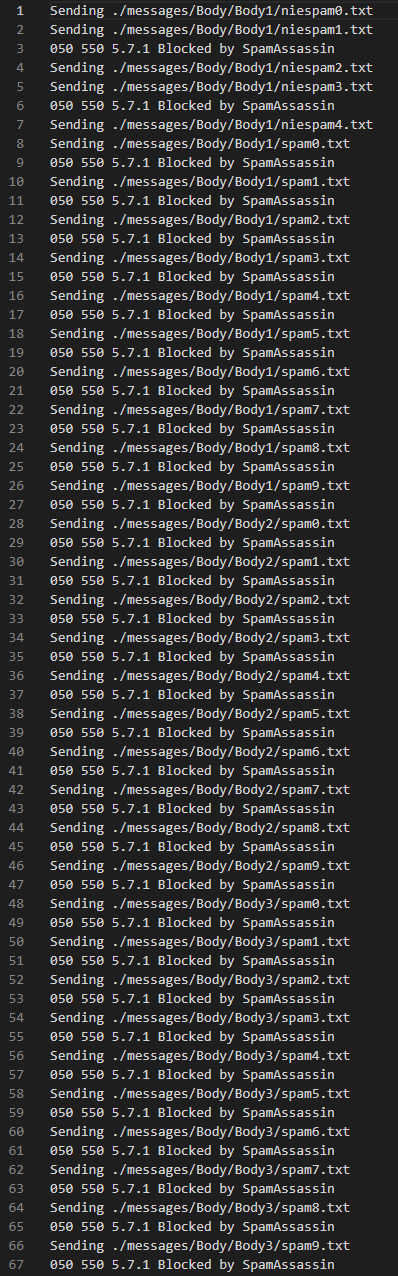 1 Sending ./messages/Body/Body1/niespam0.txt
2 Sending ./messages/Body/Body1/niespam1.txt
3 050 550 5.7.1 Blocked by SpamAssassin
4 Sending ./messages/Body/Body1/niespam2.txt
5 Sending ./messages/Body/Body1/niespam3.txt
6 050 550 5.7.1 Blocked by SpamAssassin
7 Sending ./messages/Body/Body1/niespam4.txt
8 Sending ./messages/Body/Body1/spam0.txt
9 050 550 5.7.1 Blocked by SpamAssassin
10 Sending ./messages/Body/Body1/spam1.txt
11 050 550 5.7.1 Blocked by SpamAssassin
12 Sending ./messages/Body/Body1/spam2.txt
13 050 550 5.7.1 Blocked by SpamAssassin
14 Sending ./messages/Body/Body1/spam3.txt
15 050 550 5.7.1 Blocked by SpamAssassin
16 Sending ./messages/Body/Body1/spam4.txt
17 050 550 5.7.1 Blocked by SpamAssassin
18 Sending ./messages/Body/Body1/spam5.txt
19 050 550 5.7.1 Blocked by SpamAssassin
20 Sending ./messages/Body/Body1/spam6.txt
21 050 550 5.7.1 Blocked by SpamAssassin
22 Sending ./messages/Body/Body1/spam7.txt
23 050 550 5.7.1 Blocked by SpamAssassin
24 Sending ./messages/Body/Body1/spam8.txt
25 050 550 5.7.1 Blocked by SpamAssassin
26 Sending ./messages/Body/Body1/spam9.txt
27 050 550 5.7.1 Blocked by SpamAssassin
28 Sending ./messages/Body/Body2/spam0.txt
29 050 550 5.7.1 Blocked by SpamAssassin
30 Sending ./messages/Body/Body2/spam1.txt
31 050 550 5.7.1 Blocked by SpamAssassin
32 Sending ./messages/Body/Body2/spam2.txt
33 050 550 5.7.1 Blocked by SpamAssassin
34 Sending ./messages/Body/Body2/spam3.txt
35 050 550 5.7.1 Blocked by SpamAssassin
36 Sending ./messages/Body/Body2/spam4.txt
37 050 550 5.7.1 Blocked by SpamAssassin
38 Sending ./messages/Body/Body2/spam5.txt
39 050 550 5.7.1 Blocked by SpamAssassin
40 Sending ./messages/Body/Body2/spam6.txt
41 050 550 5.7.1 Blocked by SpamAssassin
42 Sending ./messages/Body/Body2/spam7.txt
43 050 550 5.7.1 Blocked by SpamAssassin
44 Sending ./messages/Body/Body2/spam8.txt
45 050 550 5.7.1 Blocked by SpamAssassin
46 Sending ./messages/Body/Body2/spam9.txt
47 050 550 5.7.1 Blocked by SpamAssassin
48 Sending ./messages/Body/Body3/spam0.txt
49 050 550 5.7.1 Blocked by SpamAssassin
50 Sending ./messages/Body/Body3/spam1.txt
51 050 550 5.7.1 Blocked by SpamAssassin
52 Sending ./messages/Body/Body3/spam2.txt
53 050 550 5.7.1 Blocked by SpamAssassin
54 Sending ./messages/Body/Body3/spam3.txt
55 050 550 5.7.1 Blocked by SpamAssassin
56 Sending ./messages/Body/Body3/spam4.txt
57 050 550 5.7.1 Blocked by SpamAssassin
58 Sending ./messages/Body/Body3/spam5.txt
59 050 550 5.7.1 Blocked by SpamAssassin
60 Sending ./messages/Body/Body3/spam6.txt
61 050 550 5.7.1 Blocked by SpamAssassin
62 Sending ./messages/Body/Body3/spam7.txt
63 050 550 5.7.1 Blocked by SpamAssassin
64 Sending ./messages/Body/Body3/spam8.txt
65 050 550 5.7.1 Blocked by SpamAssassin
66 Sending ./messages/Body/Body3/spam9.txt
67 050 550 5.7.1 Blocked by SpamAssassin